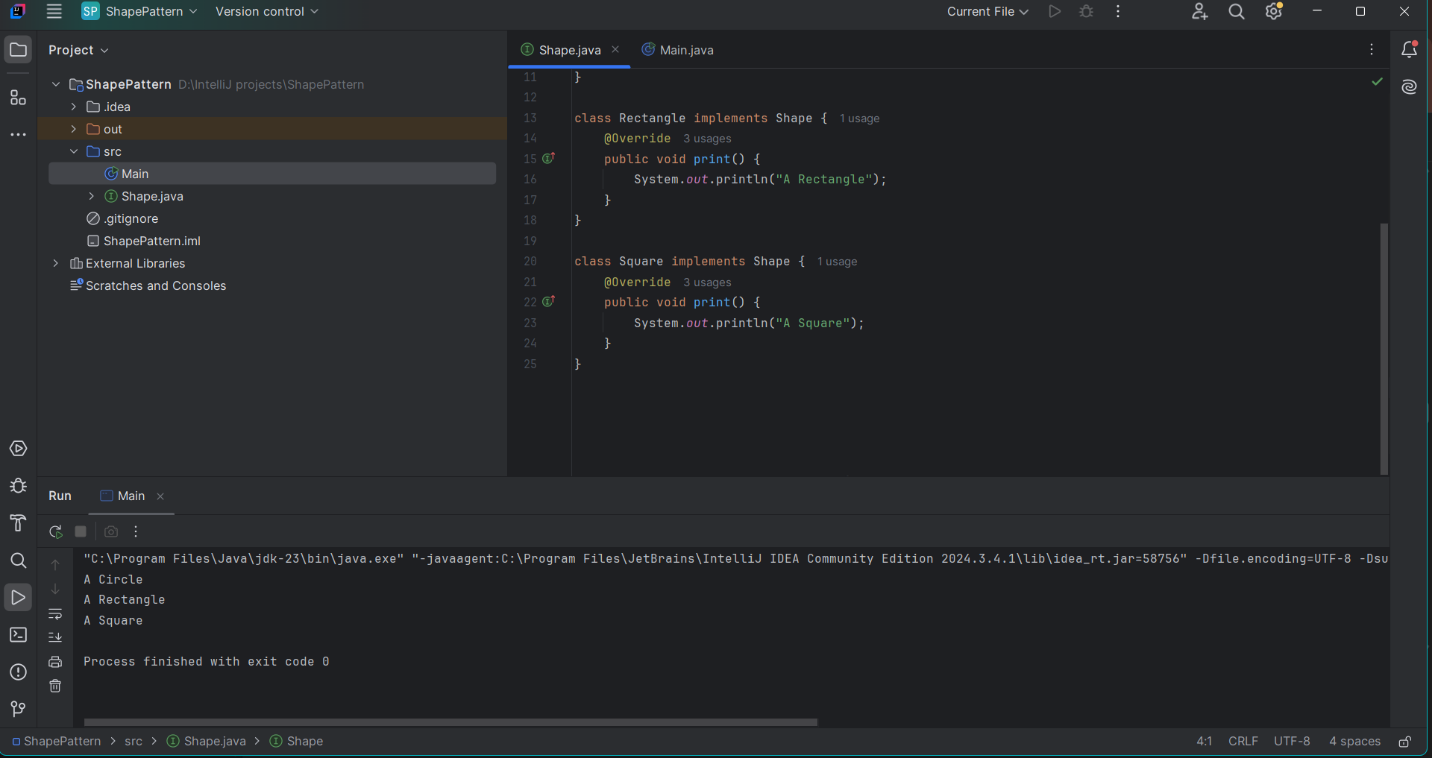 SP ShapePattern Version control Current File
Project
Shape.java Main.java
ShapePattern D:\IntelliJ projects\ShapePattern
.idea
out
src
Main
Shape.java
.gitignore
ShapePattern.iml
External Libraries
Scratches and Consoles
11 }
12
13 class Rectangle implements Shape { 1 usage
14 @Override 3 usages
15 public void print() {
16 System.out.println("A Rectangle");
17 }
18 }
19
20 class Square implements Shape { 1 usage
21 @Override 3 usages
22 public void print() {
23 System.out.println("A Square");
24 }
25 }
Run Main
"C:\Program Files\Java\jdk-23\bin\java.exe" "-javaagent:C:\Program Files\JetBrains\IntelliJ IDEA Community Edition 2024.3.4.1\lib\idea_rt.jar=58756" -Dfile.encoding=UTF-8 -Dsu
A Circle
A Rectangle
A Square
Process finished with exit code 0
ShapePattern > src > Shape.java > Shape 4:1 CRLF UTF-8 4 spaces